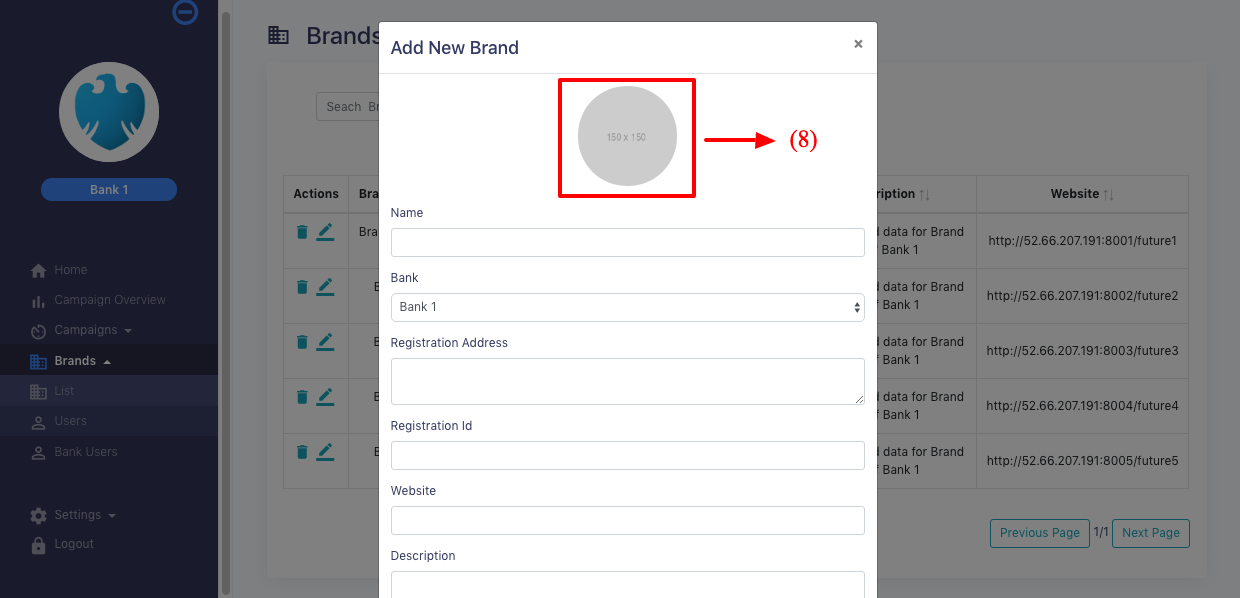 Bank 1
Home
Campaign Overview
Campaigns
Brands
List
Users
Bank Users
Settings
Logout
Brands
Seach Br
Actions Bra ription Website
Bra d data for Brand
Bank 1
http://52.66.207.191:8001/future1
B d data for Brand
Bank 1
http://52.66.207.191:8002/future2
B d data for Brand
Bank 1
http://52.66.207.191:8003/future3
B d data for Brand
Bank 1
http://52.66.207.191:8004/future4
B d data for Brand
Bank 1
http://52.66.207.191:8005/future5
Previous Page 1/1 Next Page
Add New Brand ×
150 x 150
(8)
Name
Bank
Bank 1
Registration Address
Registration Id
Website
Description